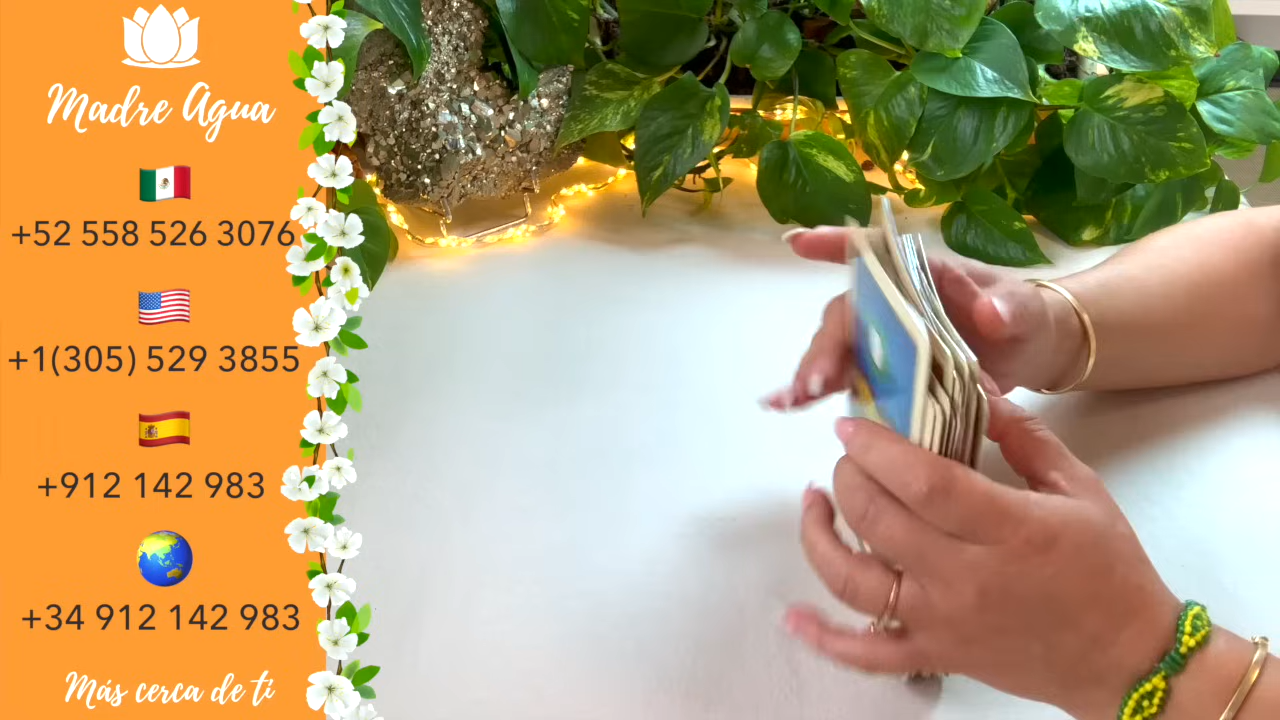 Madre Agua
+52 558 526 3076
+1(305) 529 3855
+912 142 983
+34 912 142 983
Más cerca de ti